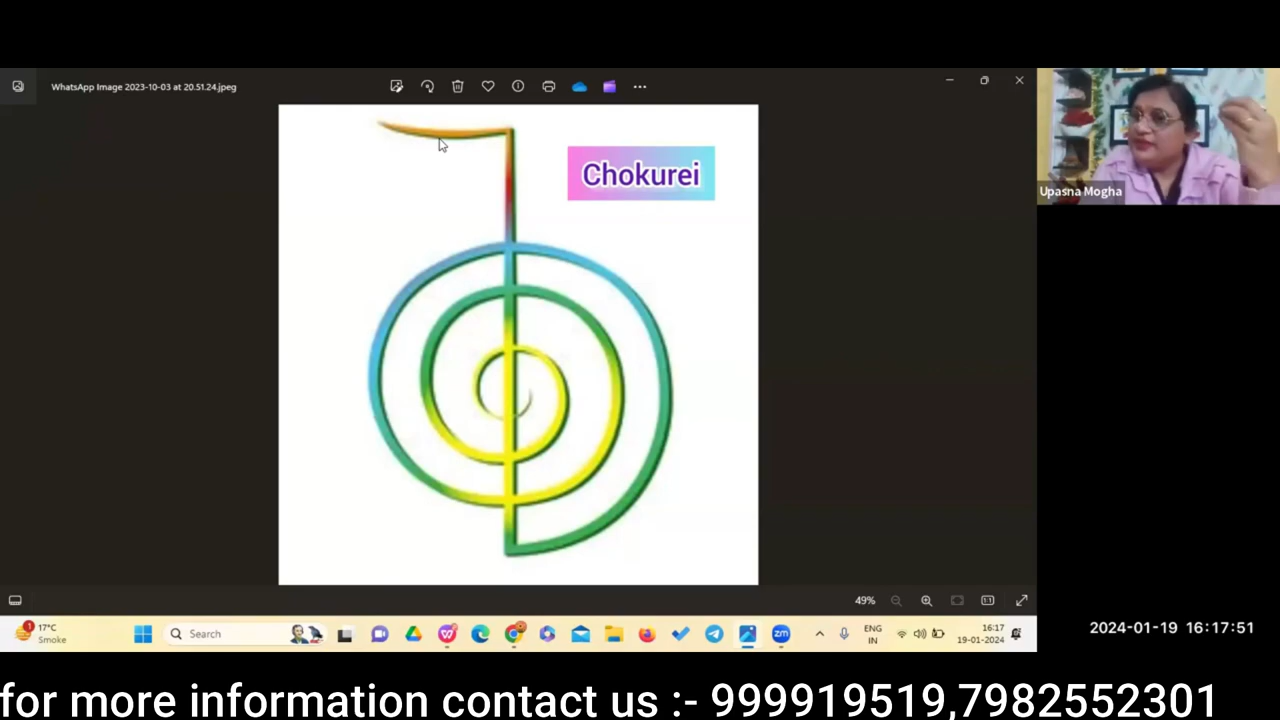 WhatsApp Image 2023-10-03 at 20.51.24.jpeg
Chokurei
Upasna Mogha
49%
17°C
Smoke
Search
ENG
IN
16:17
19-01-2024
2024-01-19 16:17:51
for more information contact us :- 999919519,7982552301